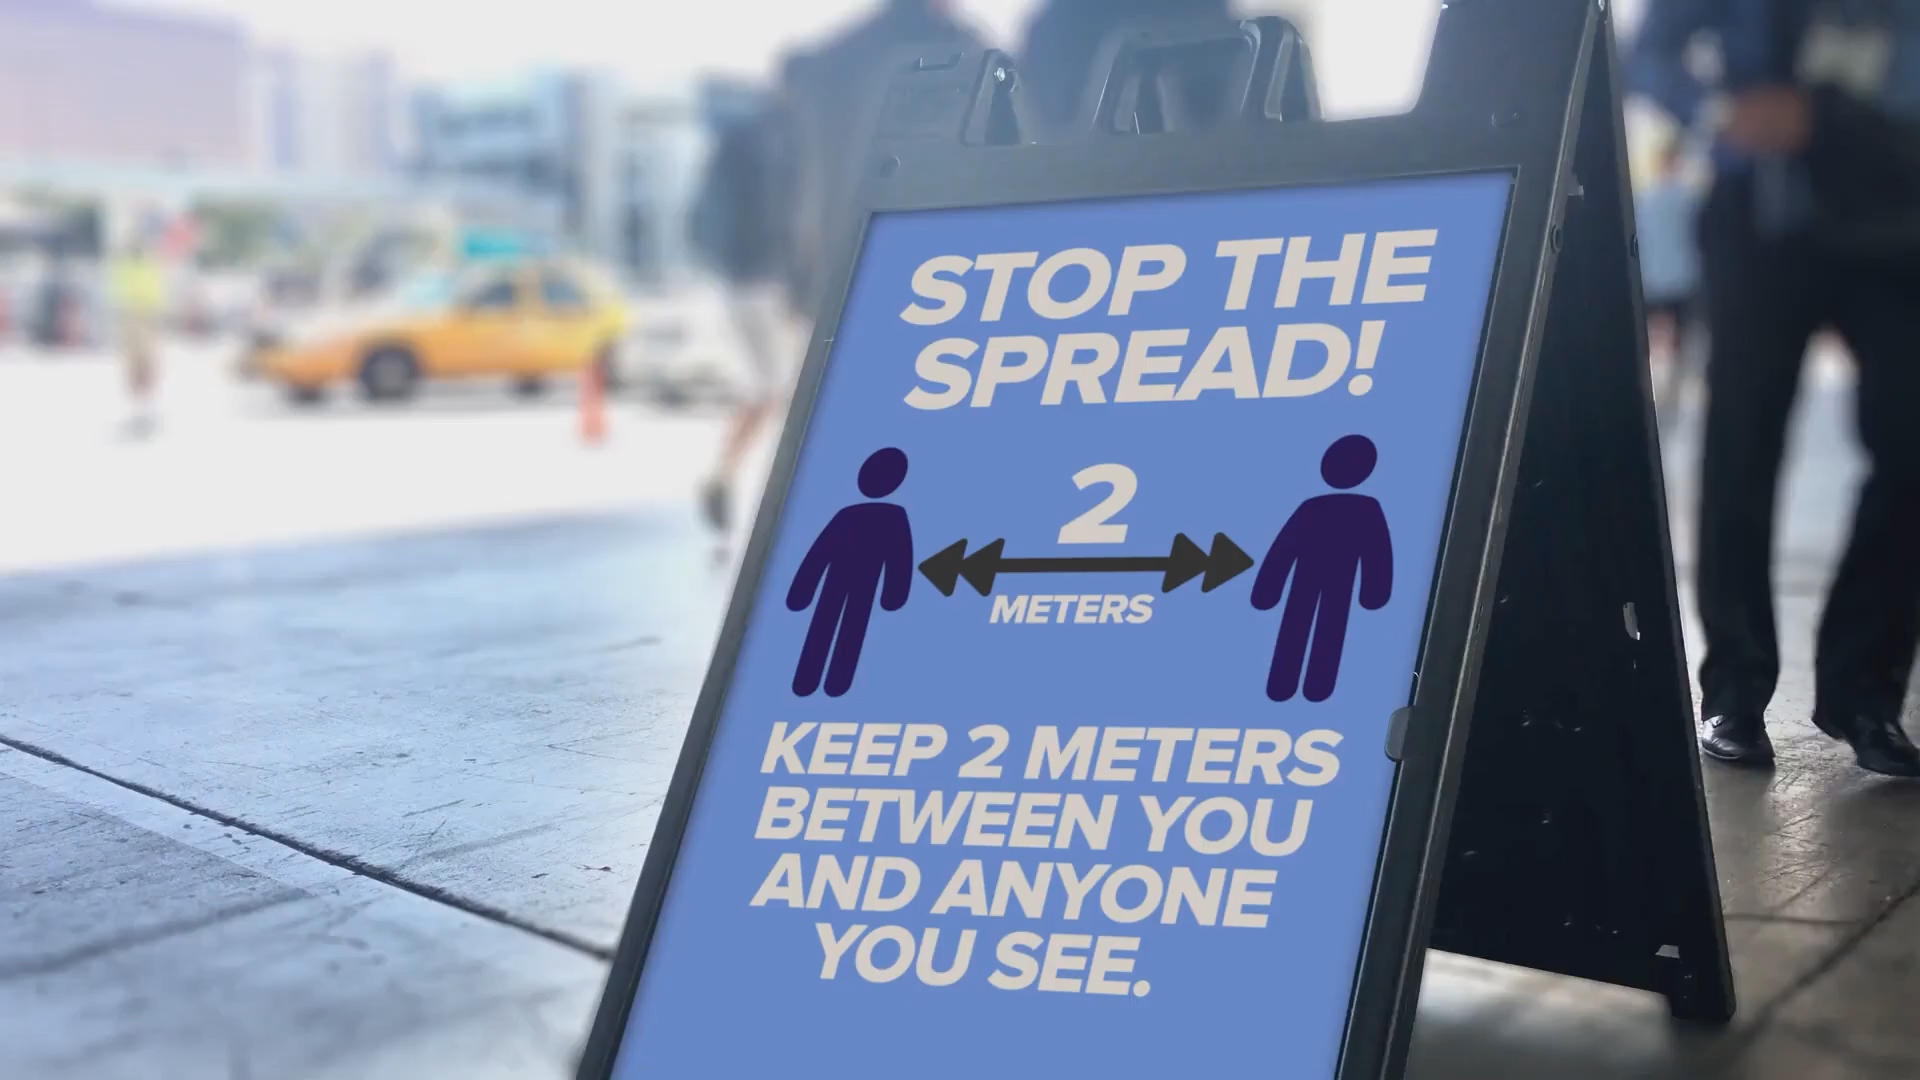 STOP THE
SPREAD!
2
METERS
KEEP 2 METERS
BETWEEN YOU
AND ANYONE
YOU SEE.